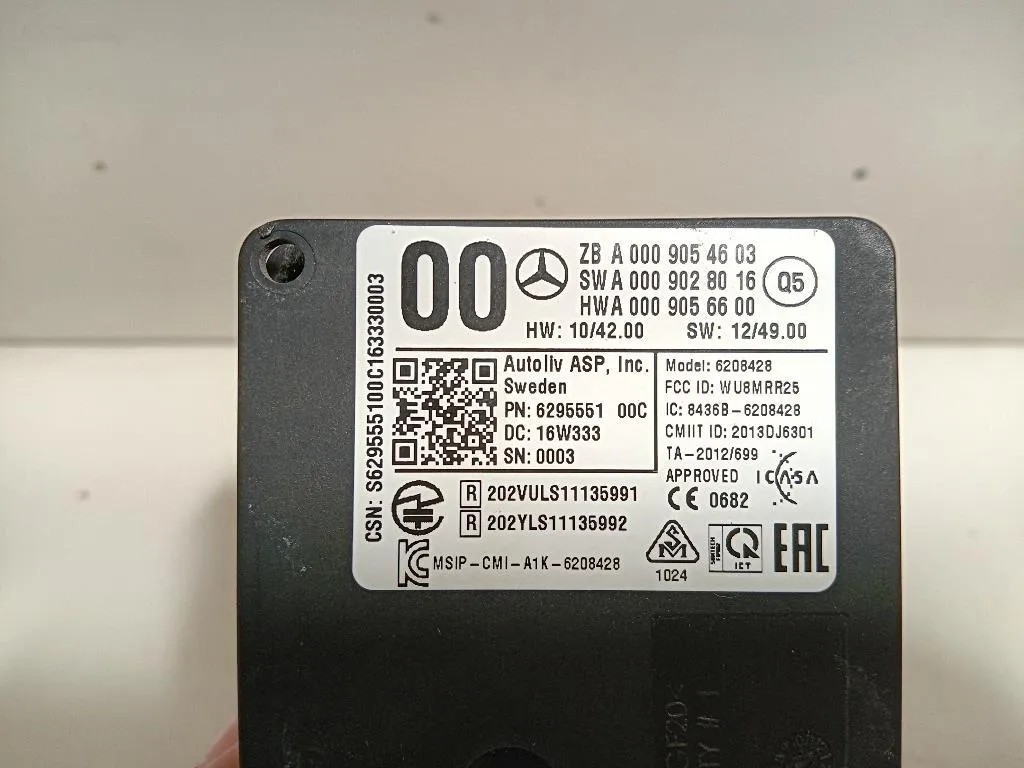 00
ZB A 000 905 46 03
SW A 000 902 80 16
HW A 000 905 66 00
Q5
HW: 10/42.00 SW: 12/49.00
CSN: S629555100C163330003
Autoliv ASP, Inc.
Sweden
PN: 6295551 00C
DC: 16W333
SN: 0003
Model: 6208428
FCC ID: WU8MRR25
IC: 8436B-6208428
CMIIT ID: 2013DJ6301
TA-2012/699
APPROVED ICASA
CE 0682
R 202VULS11135991
R 202YLS11135992
MSIP-CMI-A1K-6208428
1024
ICT
EAC